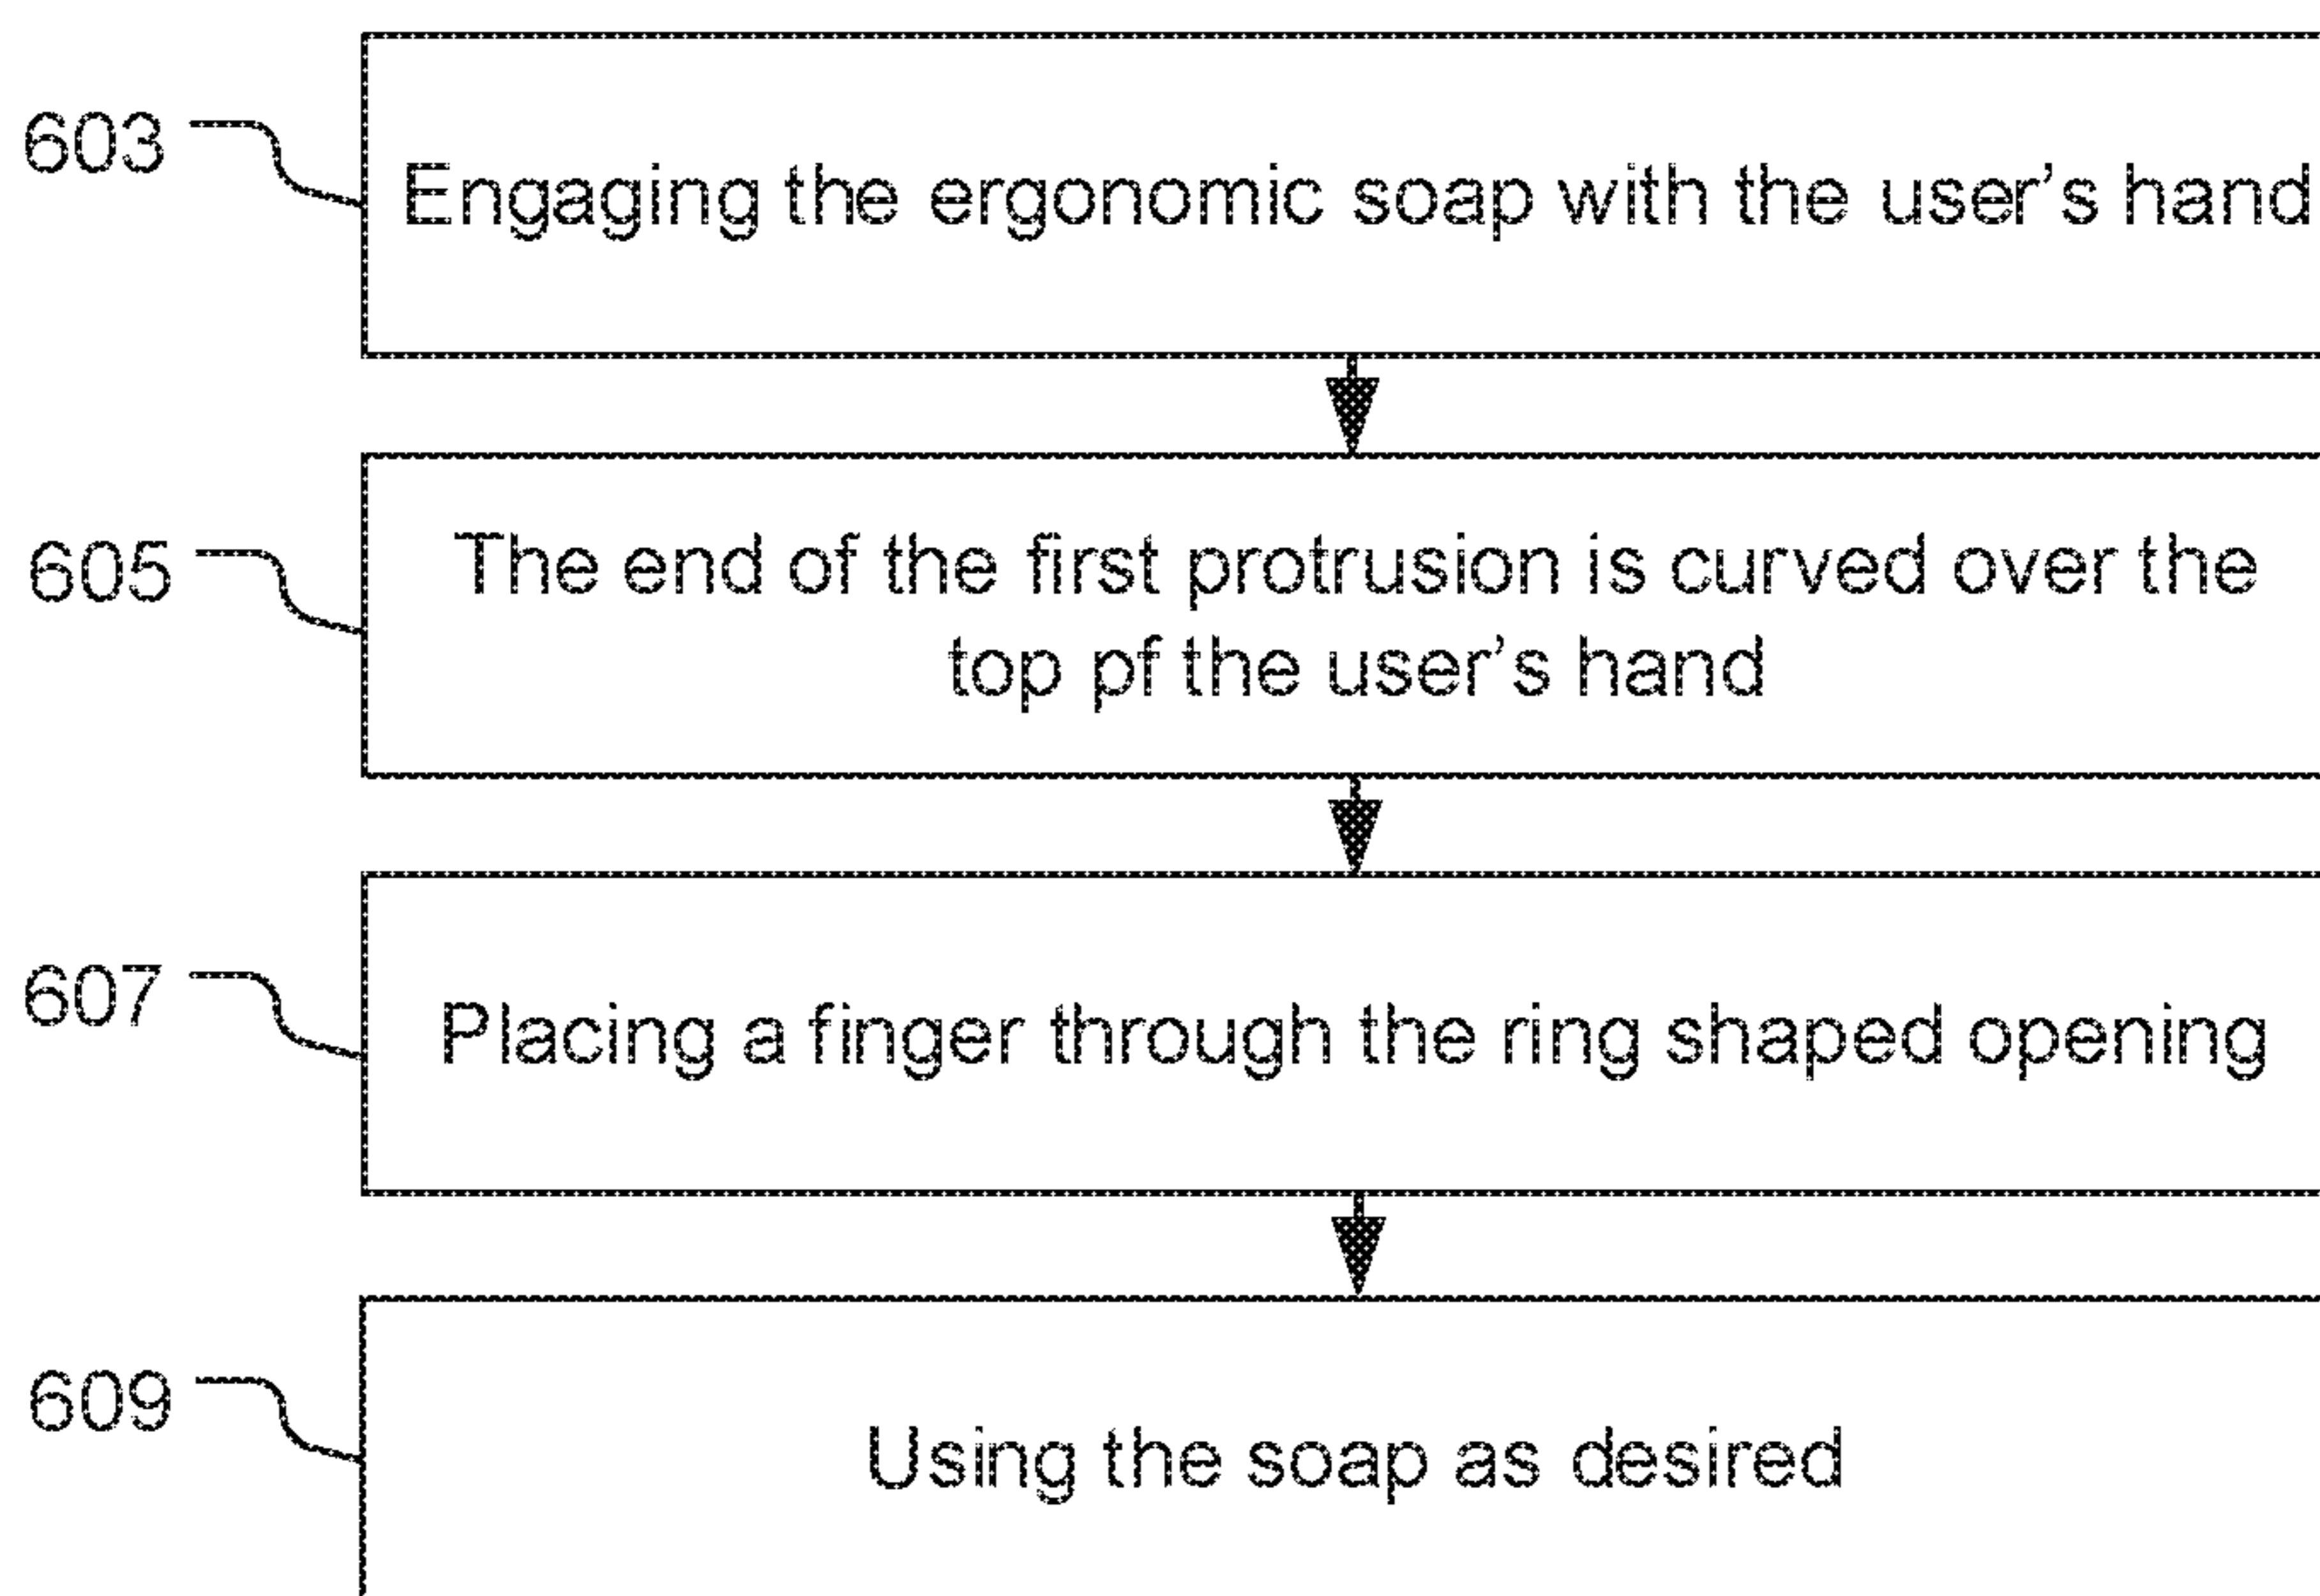 603
Engaging the ergonomic soap with the user's hand
605
The end of the first protrusion is curved over the
top pf the user's hand
607
Placing a finger through the ring shaped opening
609
Using the soap as desired